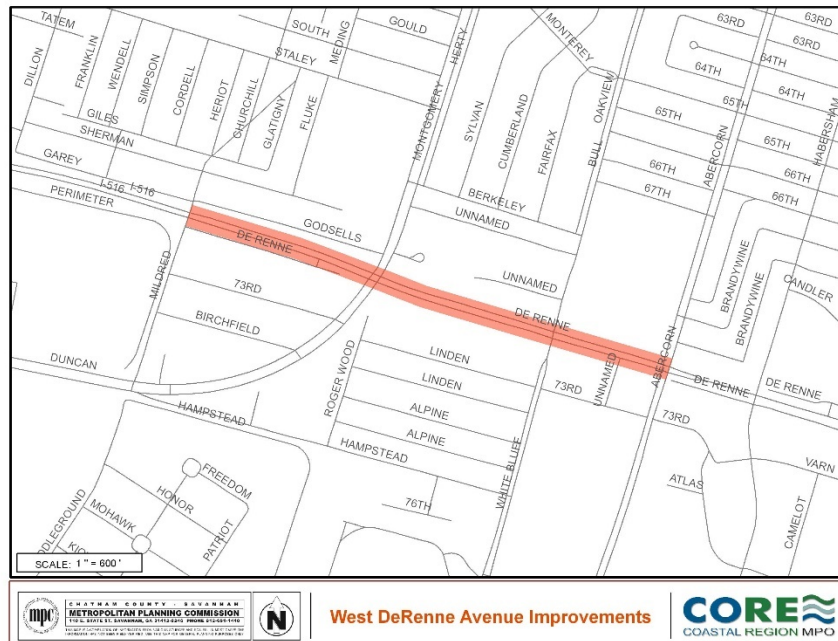 TATEM
SOUTH
GOULD
MEDING
STALEY
DILLON
FRANKLIN
WENDELL
SIMPSON
CORDELL
HERIOT
CHURCHILL
GLATIGNY
FLUKE
GILES
SHERMAN
GAREY
I-516 I-516
PERIMETER
GODSELLS
DE RENNE
MILDRED
73RD
BIRCHFIELD
DUNCAN
HAMPSTEAD
MONTGOMERY
HERTY
MONTEREY
SYLVAN
CUMBERLAND
FAIRFAX
BULL
OAKVIEW
BERKELEY
UNNAMED
UNNAMED
DE RENNE
63RD
63RD
64TH
64TH
65TH
65TH
65TH
66TH
66TH
66TH
67TH
ABERCORN
HABERSHAM
BRANDYWINE
BRANDYWINE
CANDLER
ABERCORN
DE RENNE
DE RENNE
ROGER WOOD
LINDEN
LINDEN
ALPINE
ALPINE
HAMPSTEAD
76TH
WHITE BLUFF
73RD
UNNAMED
73RD
ATLAS
VARN
CAMELOT
FREEDOM
HONOR
MOHAWK
PATRIOT
DLEGROUND
SCALE: 1" = 600'
mpc
CHATHAM COUNTY - SAVANNAH
METROPOLITAN PLANNING COMMISSION
N
West DeRenne Avenue Improvements
CORE
COASTAL REGION MPO